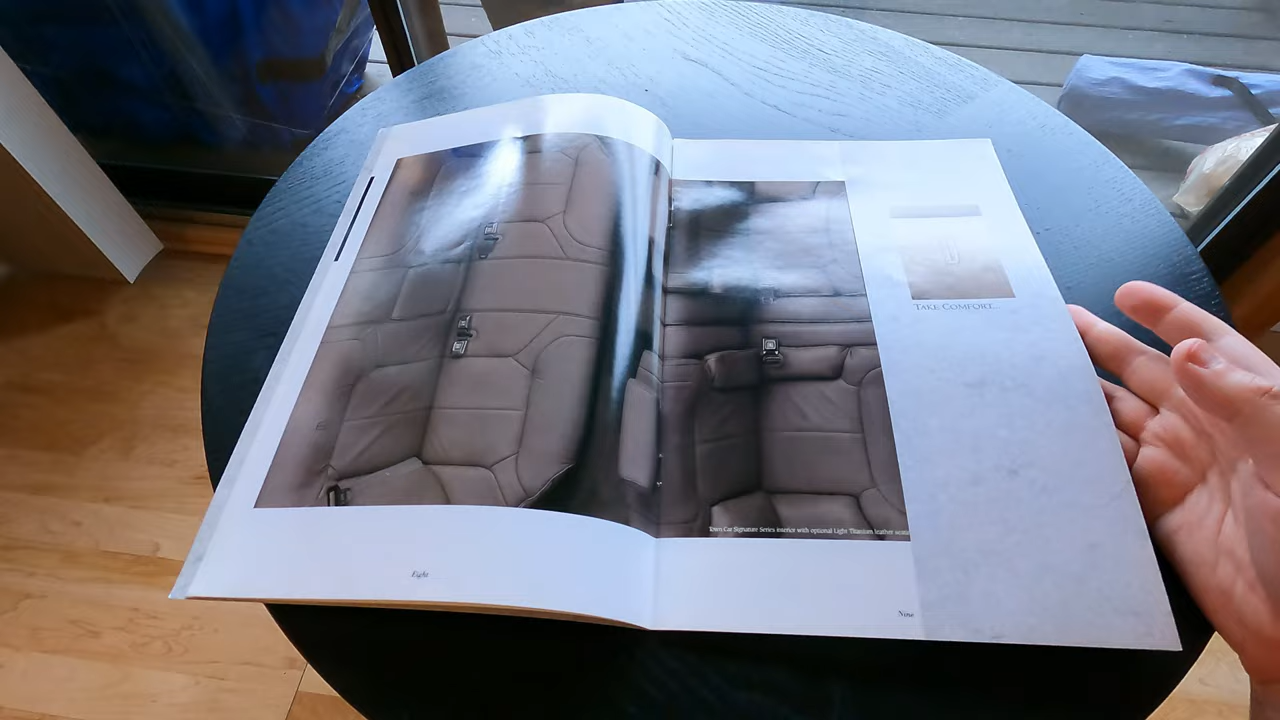 TAKE COMFORT...
Town Car Signature Series interior with optional Light Titanium leather seats
Eight
Nine